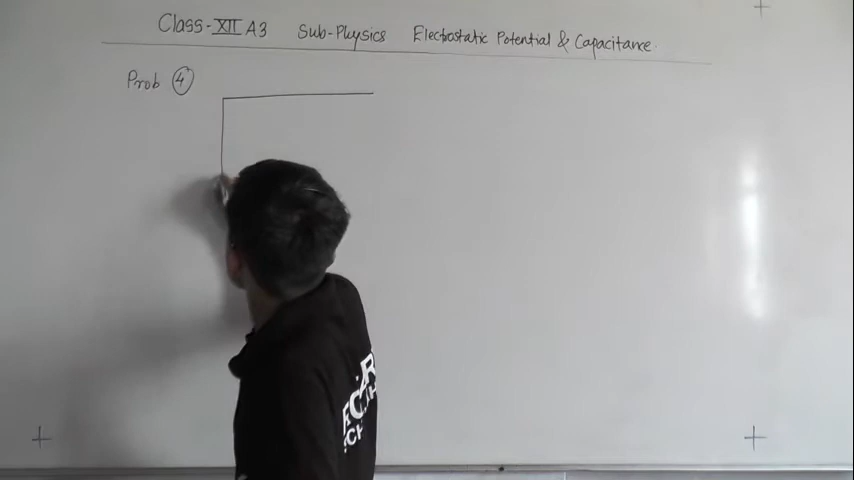 Class-XII A3 Sub-Physics Electrostatic Potential & Capacitance.
Prob 4